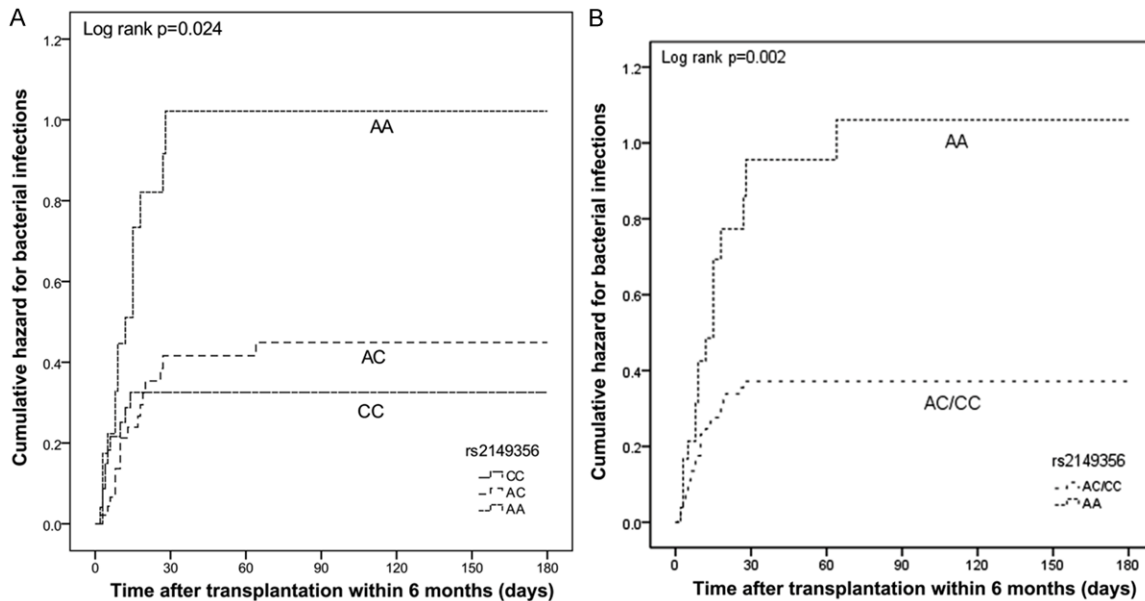 A
Log rank p=0.024
Cumulative hazard for bacterial infections
1.2
1.0
0.8
0.6
0.4
0.2
0.0
AA
AC
CC
rs2149356
CC
AC
AA
0 30 60 90 120 150 180
Time after transplantation within 6 months (days)
B
Log rank p=0.002
Cumulative hazard for bacterial infections
1.2
1.0
0.8
0.6
0.4
0.2
0.0
AA
AC/CC
rs2149356
AC/CC
AA
0 30 60 90 120 150 180
Time after transplantation within 6 months (days)